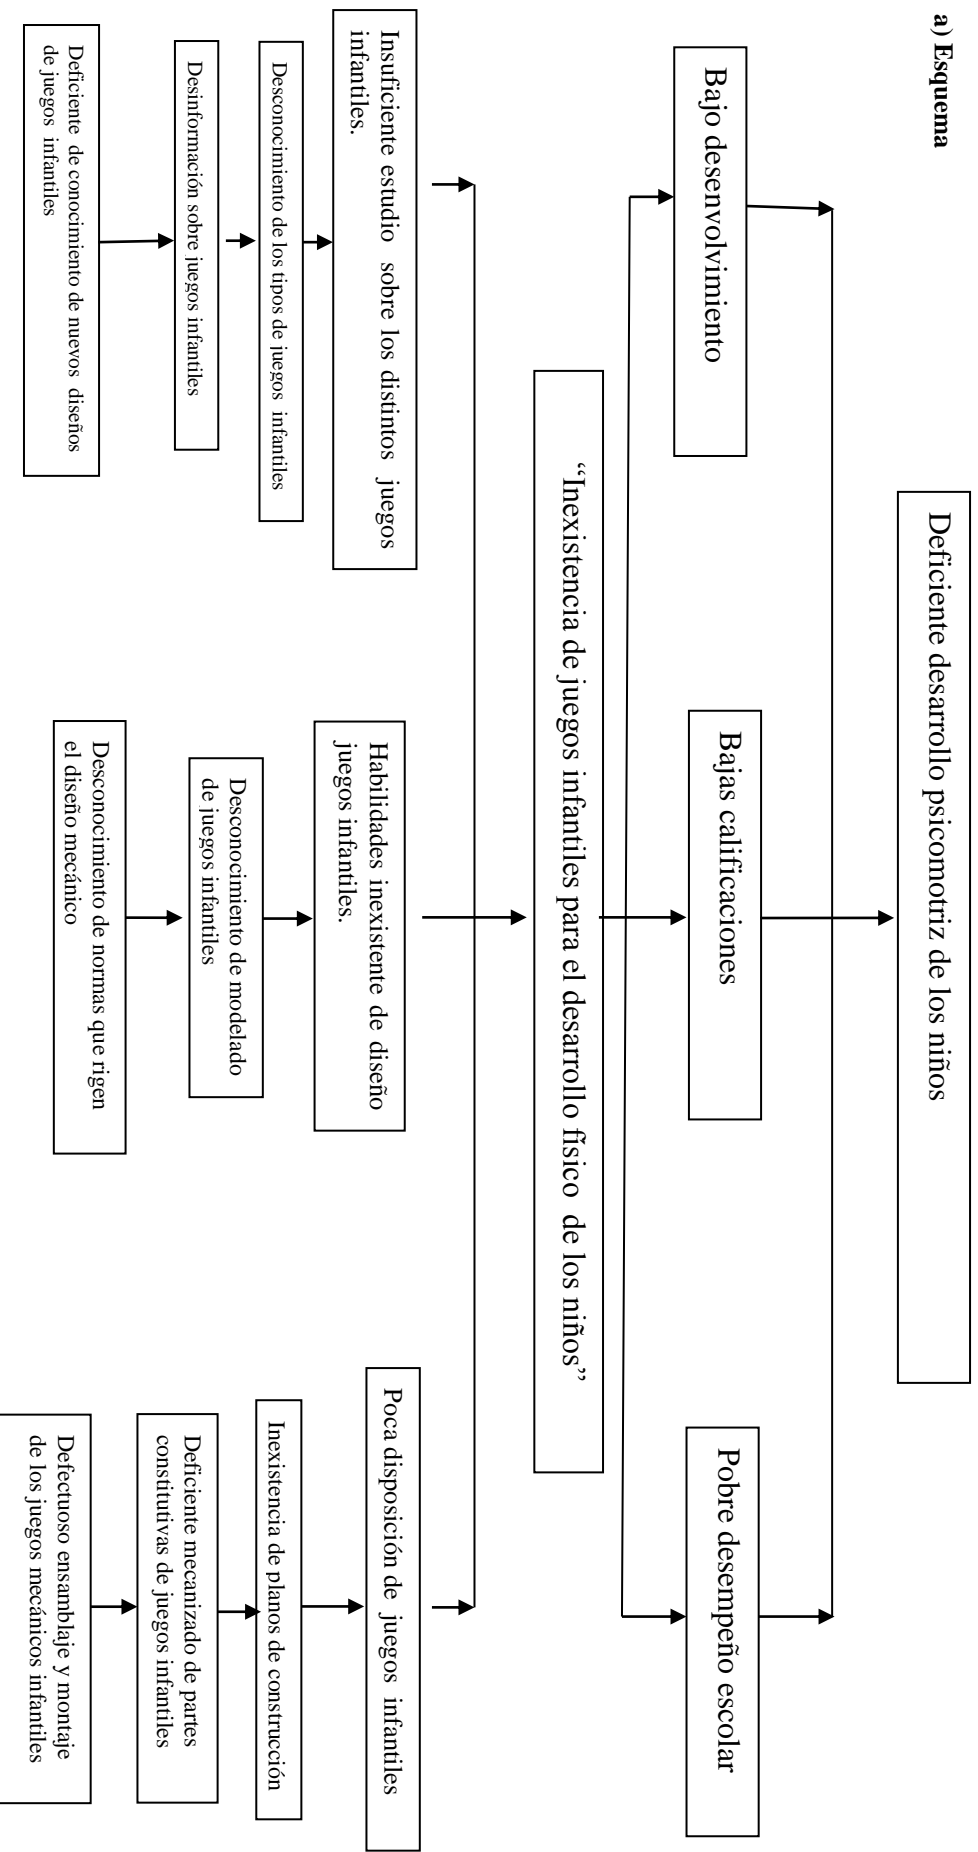 a) Esquema
Deficiente desarrollo psicomotriz de los niños
Bajo desenvolvimiento
Bajas calificaciones
Pobre desempeño escolar
“Inexistencia de juegos infantiles para el desarrollo físico de los niños”
Insuficiente estudio sobre los distintos juegos
infantiles.
Desconocimiento de los tipos de juegos infantiles
Desinformación sobre juegos infantiles
Deficiente de conocimiento de nuevos diseños
de juegos infantiles
Habilidades inexistente de diseño
juegos infantiles.
Desconocimiento de modelado
de juegos infantiles
Desconocimiento de normas que rigen
el diseño mecánico
Poca disposición de juegos infantiles
Inexistencia de planos de construcción
Deficiente mecanizado de partes
constitutivas de juegos infantiles
Defectuoso ensamblaje y montaje
de los juegos mecánicos infantiles